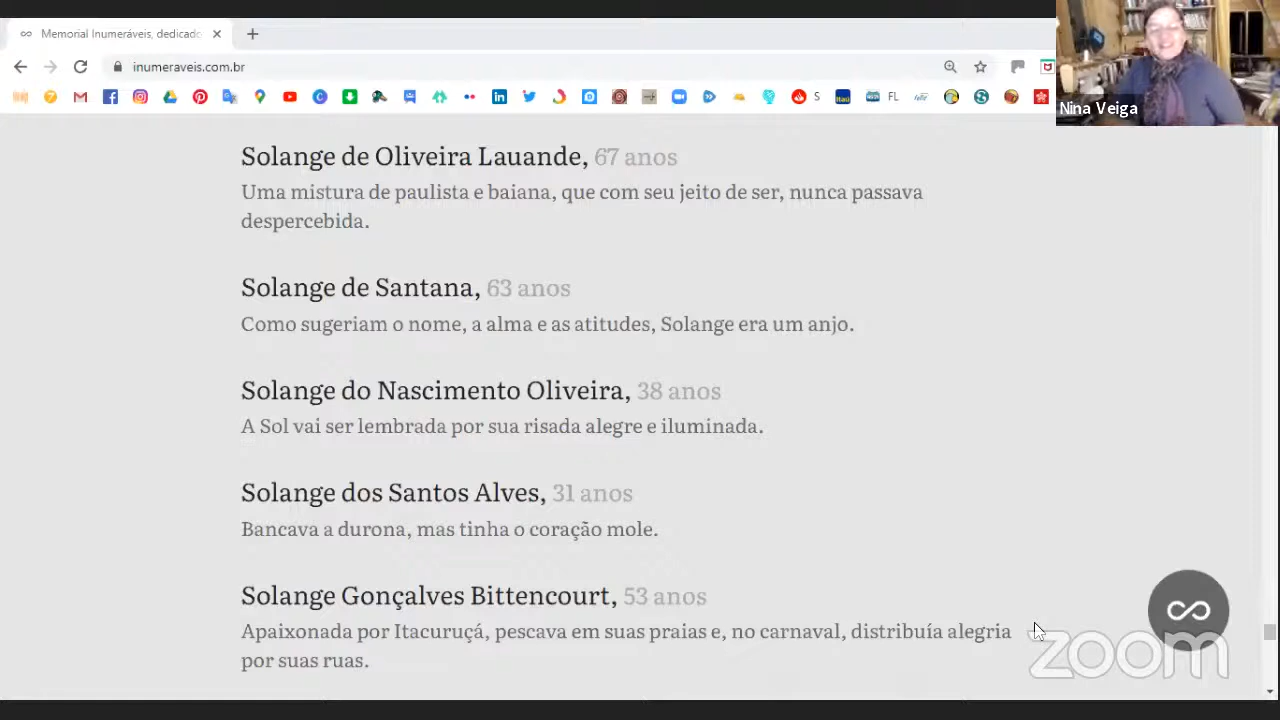 Memorial Inumeráveis, dedicado
inumeraveis.com.br
S
Itaú
FL
Nina Veiga
Solange de Oliveira Lauande, 67 anos
Uma mistura de paulista e baiana, que com seu jeito de ser, nunca passava
despercebida.
Solange de Santana, 63 anos
Como sugeriam o nome, a alma e as atitudes, Solange era um anjo.
Solange do Nascimento Oliveira, 38 anos
A Sol vai ser lembrada por sua risada alegre e iluminada.
Solange dos Santos Alves, 31 anos
Bancava a durona, mas tinha o coração mole.
Solange Gonçalves Bittencourt, 53 anos
Apaixonada por Itacuruçá, pescava em suas praias e, no carnaval, distribuía alegria
por suas ruas.
zoom